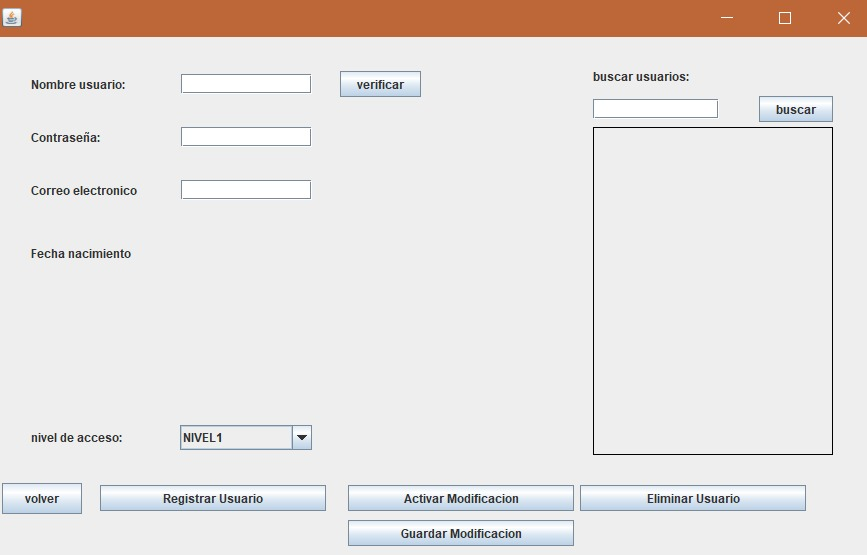 Nombre usuario:
verificar
Contraseña:
Correo electronico
Fecha nacimiento
nivel de acceso:
NIVEL1
buscar usuarios:
buscar
volver
Registrar Usuario
Activar Modificacion
Eliminar Usuario
Guardar Modificacion